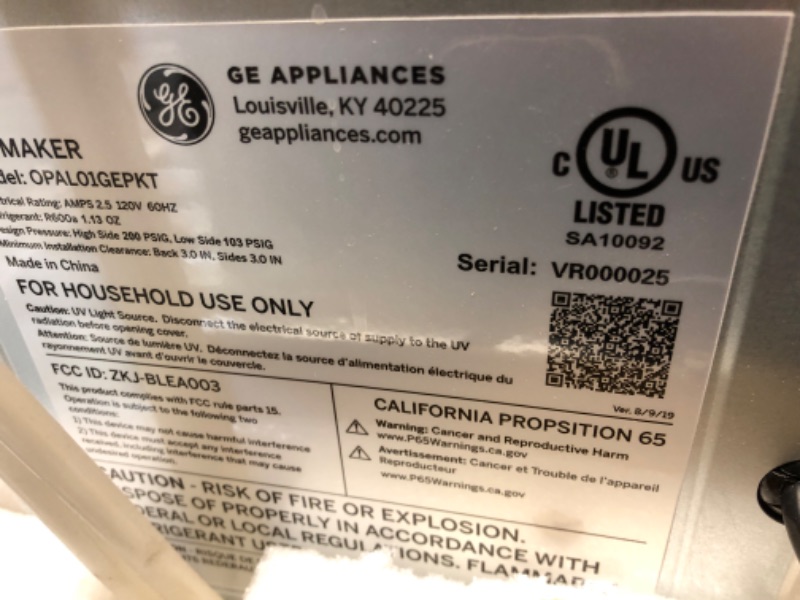 GE
GE APPLIANCES
Louisville, KY 40225
geappliances.com
C UL US
LISTED
SA10092
Serial: VR000025
MAKER
del: OPAL01GEPKT
trical Rating: AMPS 2.5 120V 60HZ
frigerant: R600a 1.13 OZ
esign Pressure: High Side 200 PSIG, Low Side 103 PSIG
Minimum Installation Clearance: Back 3.0 IN, Sides 3.0 IN
Made in China
FOR HOUSEHOLD USE ONLY
Caution: UV Light Source. Disconnect the electrical source of supply to the UV
radiation before opening cover.
Attention: Source de lumière UV. Déconnectez la source d'alimentation électrique du
rayonnement UV avant d'ouvrir le couvercle.
Ver. 8/9/19
FCC ID: ZKJ-BLEA003
This product complies with FCC rule parts 15.
Operation is subject to the following two
conditions:
1) This device may not cause harmful interference
2) This device must accept any interference
received, including interference that may cause
undesired operation.
CALIFORNIA PROPSITION 65
Warning: Cancer and Reproductive Harm
www.P65Warnings.ca.gov
Avertissement: Cancer et Trouble de l'appareil
Reproducteur
www.P65Warnings.ca.gov
CAUTION - RISK OF FIRE OR EXPLOSION.
SPOSE OF PROPERLY IN ACCORDANCE WITH
DERAL OR LOCAL REGULATIONS. FLAMMAB
FRIGERANT USE